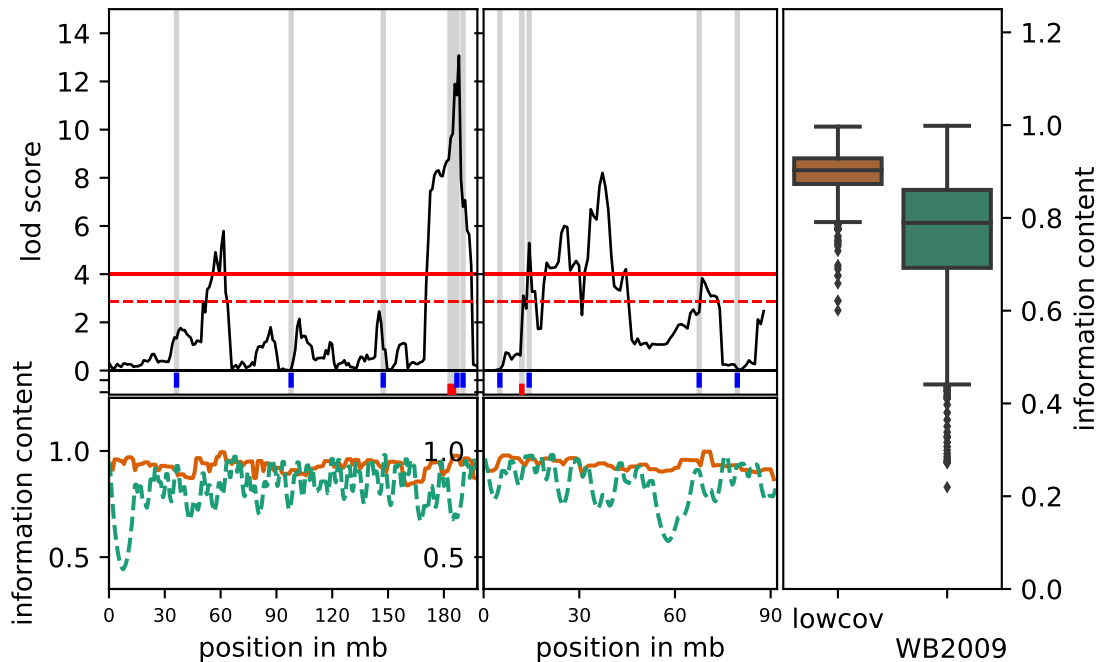 14
12
10
8
6
4
2
0
lod score
1.2
1.0
0.8
0.6
0.4
0.2
0.0
information content
1.0
0.5
information content
1.0
0.5
0 30 60 90 120 150 180
position in mb
0 30 60 90
position in mb
lowcov
WB2009